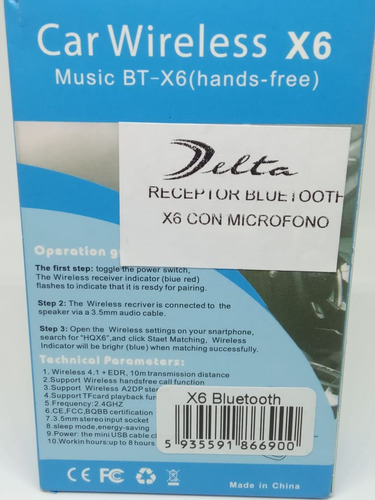 Car Wireless X6
Music BT-X6(hands-free)
Delta
RECEPTOR BLUETOOTH
X6 CON MICROFONO
Operation
The first step: toggle the power switch,
The Wireless receiver indicator (blue red)
flashes to indicate that it is redy for pairing.
Step 2: The Wireless recriver is connected to the
speaker via a 3.5mm audio cable.
Step 3: Open the Wireless settings on your smartphone,
search for "HQX6",and click Staet Matching, Wireless
Indicator will be brighr (blue) when matching successfully.
Technical Parameters:
1. Wireless 4.1 + EDR, 10m transmission distance
2.Support Wireless handsfree call function
3.Support Wireless A2DP
4.Support TFcard playback
5.Frequency:2.4GHZ
6.CE,FCC,BQBB certification
7.3.5mm stereo input socket
8.sleep mode,energy-saving
9.Power: the mini USB cable
10.Workin hours:up to 8 hours
X6 Bluetooth
5 935591 866900
CE FC
Made in China